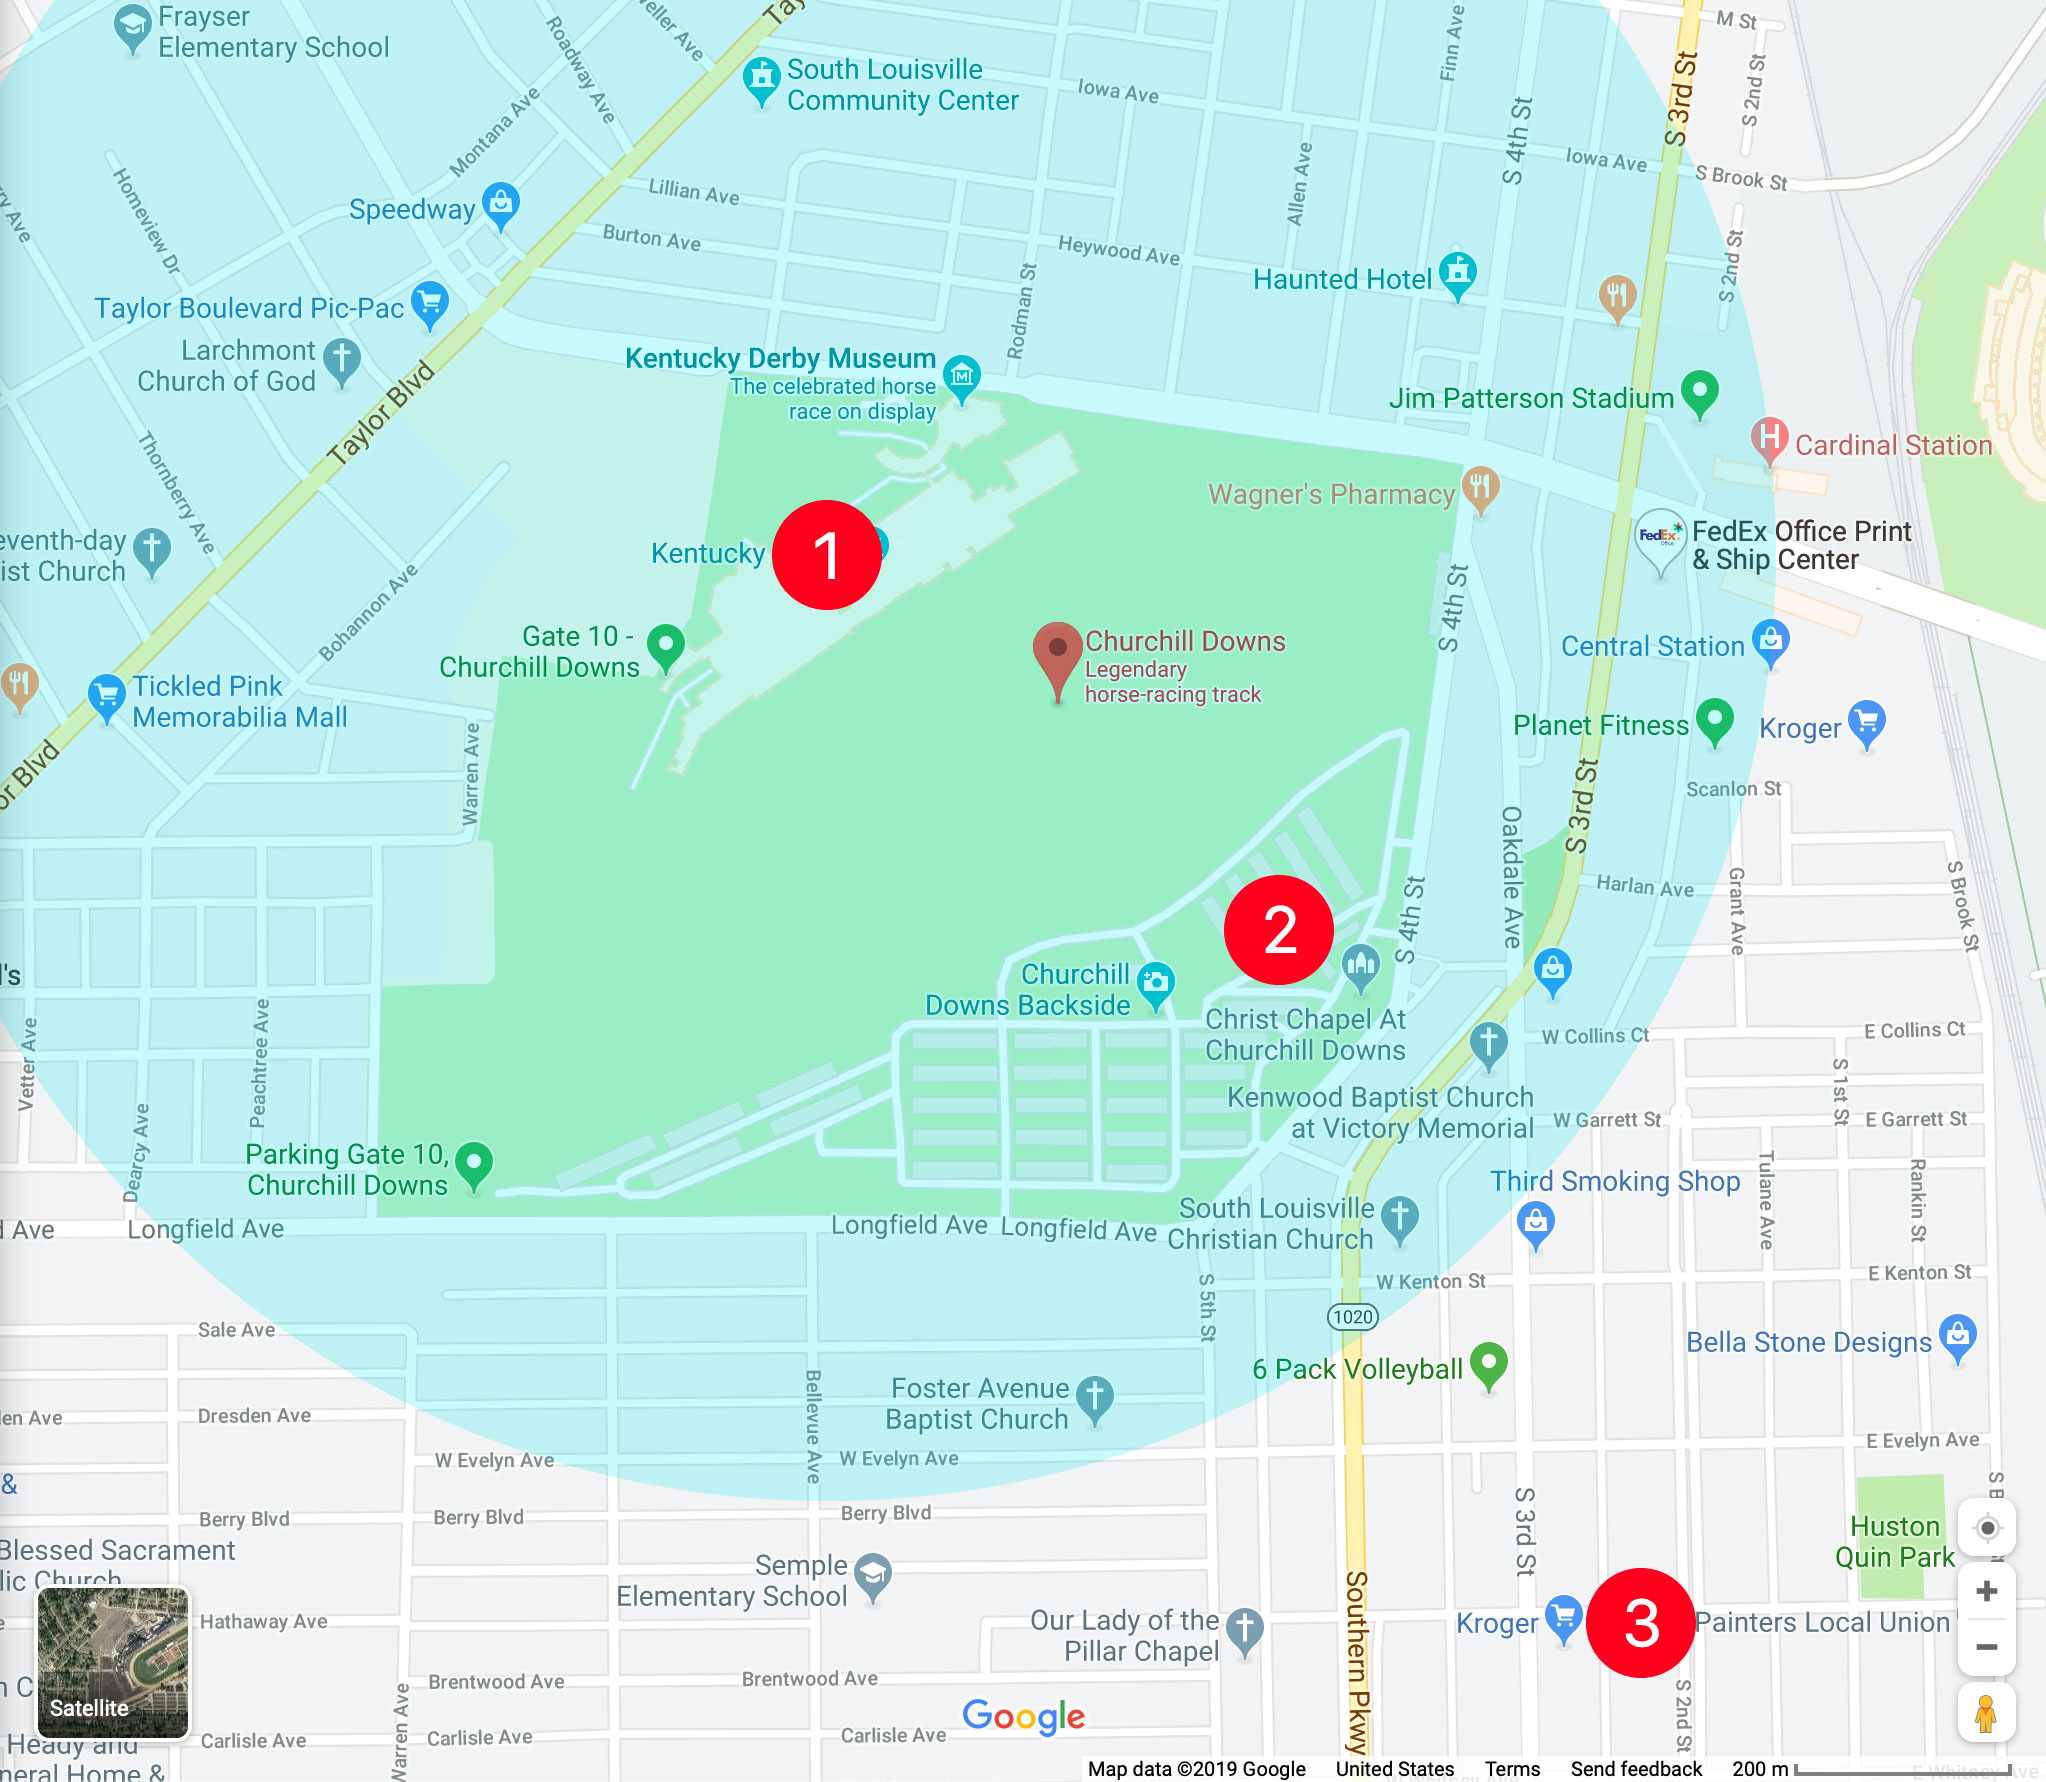 Frayser
Elementary School
Roadway Ave
Taylor Blvd
South Louisville
Community Center
Iowa Ave
Finn Ave
S 4th St
S 3rd St
M St
S 2nd St
Montana Ave
Homeview Dr
Lillian Ave
Allen Ave
Iowa Ave
S Brook St
Speedway
Burton Ave
Heywood Ave
Haunted Hotel
S 2nd St
Rodman St
Taylor Boulevard Pic-Pac
Larchmont
Church of God
Taylor Blvd
Kentucky Derby Museum
The celebrated horse
race on display
Jim Patterson Stadium
Cardinal Station
Thornberry Ave
Wagner's Pharmacy
FedEx Office
FedEx Office Print
& Ship Center
eventh-day
ist Church
Bohannon Ave
Kentucky
1
S 4th St
Gate 10 -
Churchill Downs
Churchill Downs
Legendary
horse-racing track
Central Station
Tickled Pink
Memorabilia Mall
Planet Fitness
Kroger
or Blvd
Warren Ave
Scanlon St
S 3rd St
Oakdale Ave
Harlan Ave
Grant Ave
S Brook St
S 4th St
2
l's
Churchill
Downs Backside
Christ Chapel At
Churchill Downs
W Collins Ct
E Collins Ct
Vetter Ave
Peachtree Ave
Dearcy Ave
Kenwood Baptist Church
at Victory Memorial
W Garrett St
S 1st St
E Garrett St
Parking Gate 10,
Churchill Downs
Third Smoking Shop
Tulane Ave
Rankin St
South Louisville
Christian Church
d Ave
Longfield Ave
Longfield Ave
Longfield Ave
S 5th St
W Kenton St
E Kenton St
1020
Sale Ave
Bella Stone Designs
6 Pack Volleyball
Bellevue Ave
Foster Avenue
Baptist Church
len Ave
Dresden Ave
W Evelyn Ave
W Evelyn Ave
E Evelyn Ave
&
Berry Blvd
Berry Blvd
Berry Blvd
S 3rd St
Huston
Quin Park
Blessed Sacrament
lic Church
Semple
Elementary School
Hathaway Ave
Our Lady of the
Pillar Chapel
Southern Pkwy
Kroger
3
Painters Local Union
Satellite
Brentwood Ave
Brentwood Ave
S 2nd St
Warren Ave
Heady and
neral Home &
Carlisle Ave
Carlisle Ave
Carlisle Ave
Google
Map data ©2019 Google
United States
Terms
Send feedback
200 m